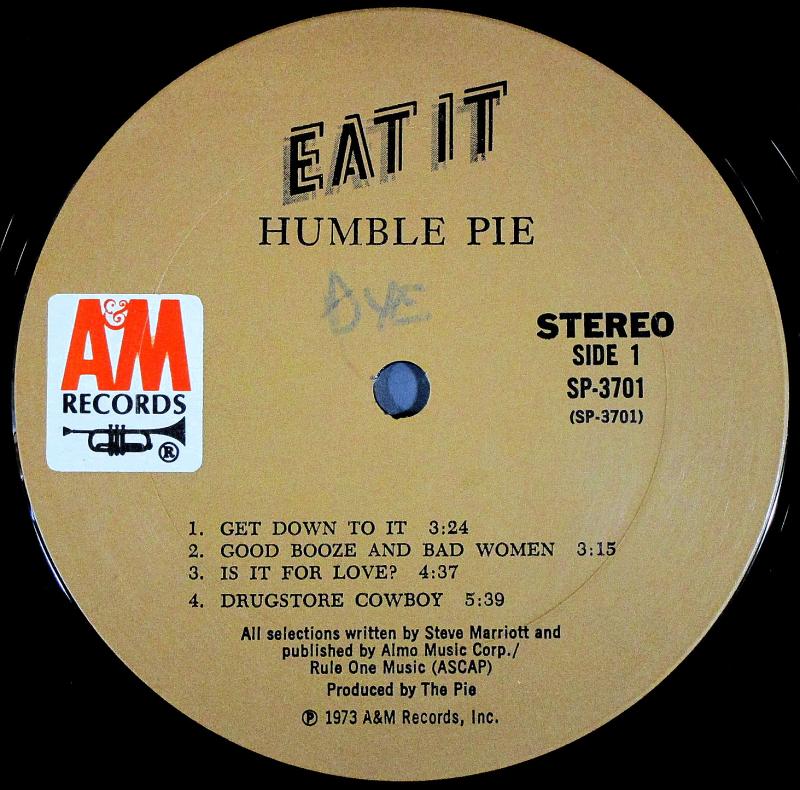 EAT IT
HUMBLE PIE
DYE
A&M
RECORDS
®
STEREO
SIDE 1
SP-3701
(SP-3701)
1. GET DOWN TO IT 3:24
2. GOOD BOOZE AND BAD WOMEN 3:15
3. IS IT FOR LOVE? 4:37
4. DRUGSTORE COWBOY 5:39
All selections written by Steve Marriott and
published by Almo Music Corp./
Rule One Music (ASCAP)
Produced by The Pie
℗ 1973 A&M Records, Inc.